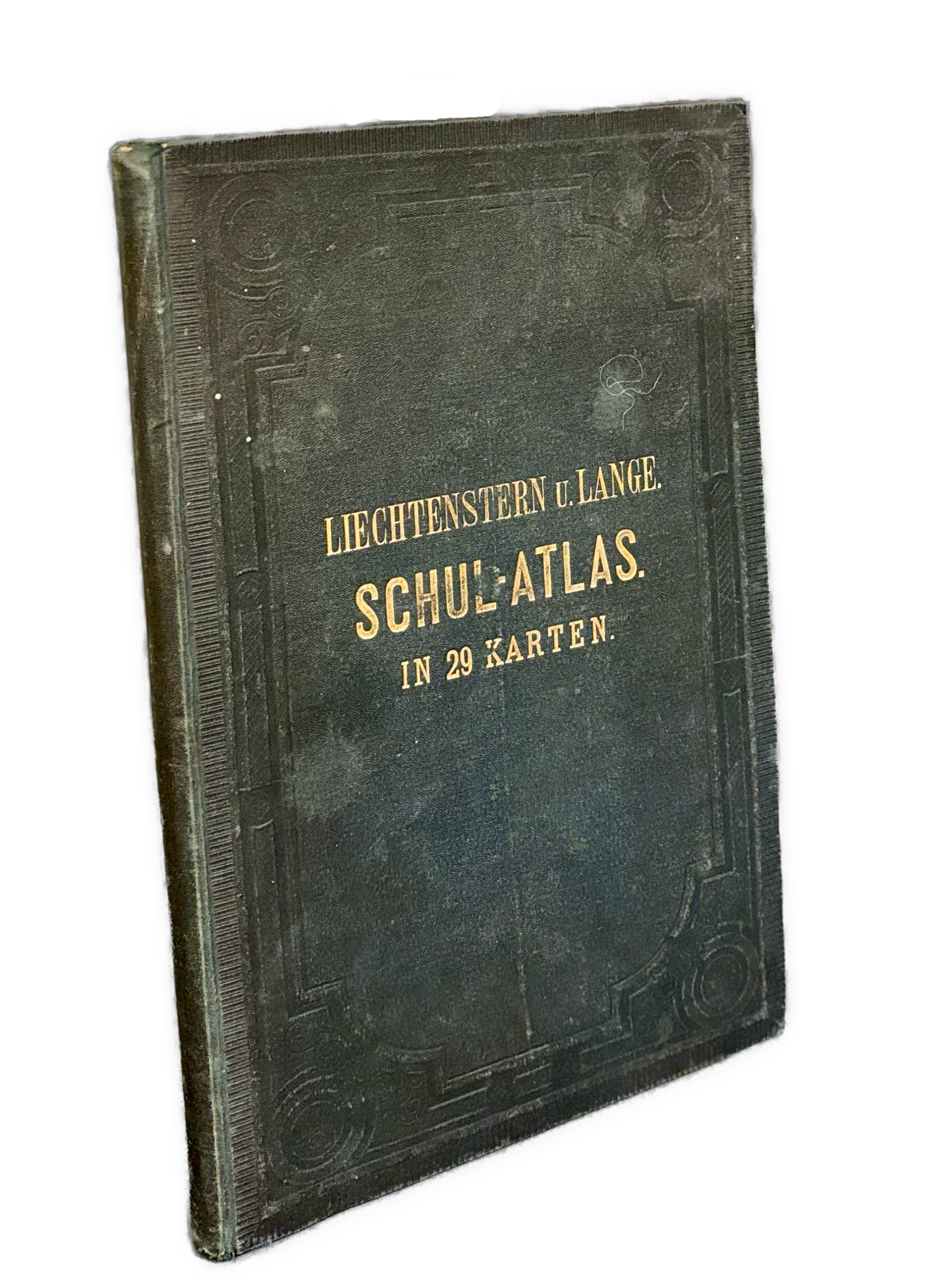 LIECHTENSTERN U. LANGE.
SCHUL-ATLAS.
IN 29 KARTEN.